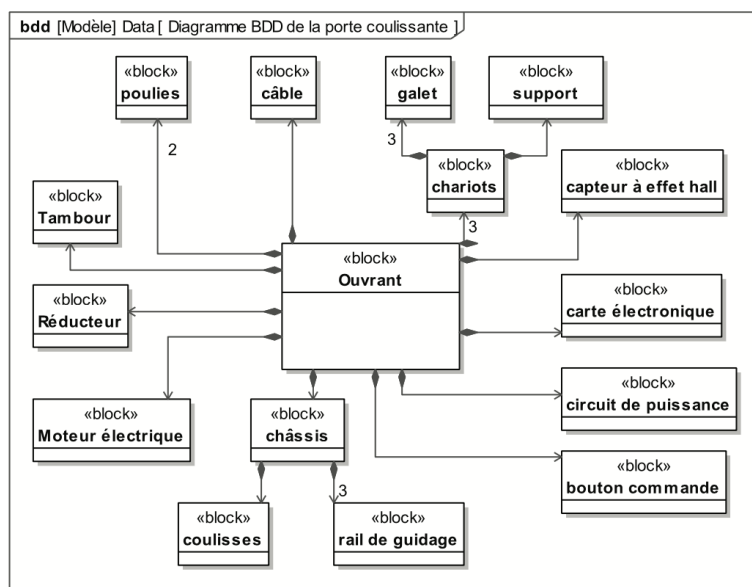 bdd [Modèle] Data [ Diagramme BDD de la porte coulissante ]
«block»
poulies
«block»
câble
«block»
galet
«block»
support
2
3
«block»
chariots
«block»
capteur à effet hall
«block»
Tambour
3
«block»
Ouvrant
«block»
carte électronique
«block»
Réducteur
«block»
circuit de puissance
«block»
Moteur électrique
«block»
châssis
«block»
bouton commande
3
«block»
coulisses
«block»
rail de guidage